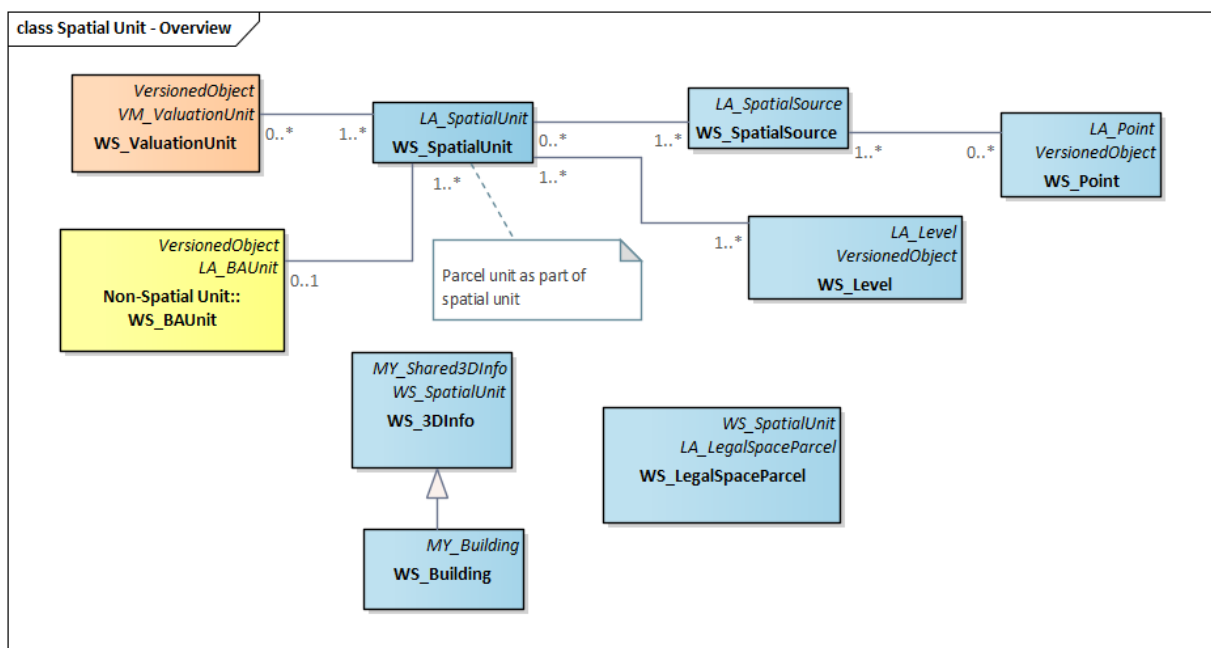 class Spatial Unit - Overview
VersionedObject
VM_ValuationUnit
WS_ValuationUnit
0..*
1..*
LA_SpatialUnit
WS_SpatialUnit
0..*
1..*
LA_SpatialSource
WS_SpatialSource
1..*
0..*
LA_Point
VersionedObject
WS_Point
1..*
1..*
1..*
LA_Level
VersionedObject
WS_Level
VersionedObject
LA_BAUnit
Non-Spatial Unit::
WS_BAUnit
0..1
Parcel unit as part of
spatial unit
MY_Shared3DInfo
WS_SpatialUnit
WS_3DInfo
WS_SpatialUnit
LA_LegalSpaceParcel
WS_LegalSpaceParcel
MY_Building
WS_Building